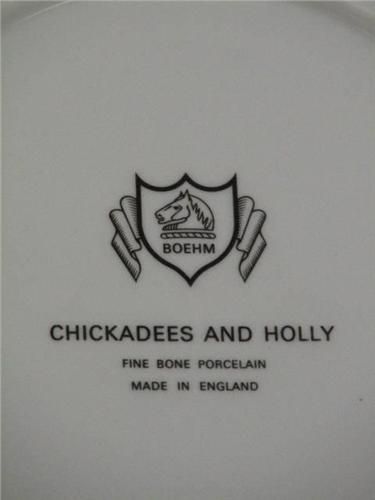 BOEHM
CHICKADEES AND HOLLY
FINE BONE PORCELAIN
MADE IN ENGLAND